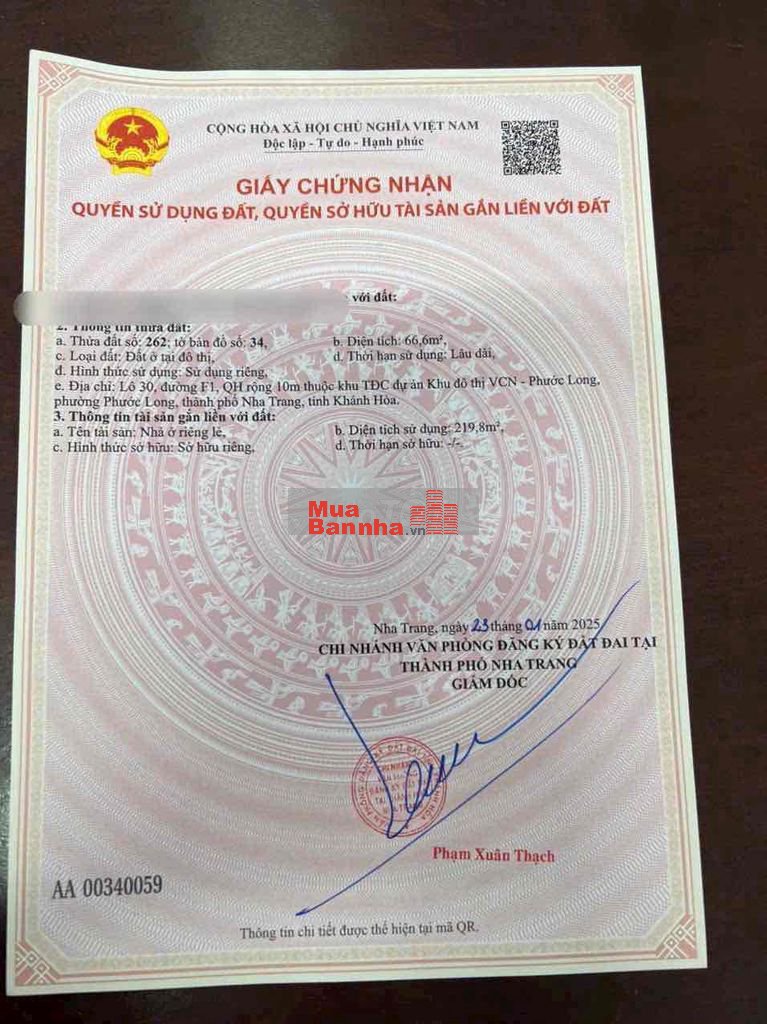 CỘNG HÒA XÃ HỘI CHỦ NGHĨA VIỆT NAM
Độc lập - Tự do - Hạnh phúc
GIẤY CHỨNG NHẬN
QUYỀN SỬ DỤNG ĐẤT, QUYỀN SỞ HỮU TÀI SẢN GẮN LIỀN VỚI ĐẤT
với đất:
2. Thông tin thửa đất:
a. Thửa đất số: 262; tờ bản đồ số: 34, b. Diện tích: 66,6m²,
c. Loại đất: Đất ở tại đô thị, d. Thời hạn sử dụng: Lâu dài,
đ. Hình thức sử dụng: Sử dụng riêng,
e. Địa chỉ: Lô 30, đường F1, QH rộng 10m thuộc khu TĐC dự án Khu đô thị VCN - Phước Long,
phường Phước Long, thành phố Nha Trang, tỉnh Khánh Hòa.
3. Thông tin tài sản gắn liền với đất:
a. Tên tài sản: Nhà ở riêng lẻ, b. Diện tích sử dụng: 219,8m²,
c. Hình thức sở hữu: Sở hữu riêng, d. Thời hạn sở hữu: -/-.
Mua
Bannha.vn
Nha Trang, ngày 23 tháng 01 năm 2025
CHI NHÁNH VĂN PHÒNG ĐĂNG KÝ ĐẤT ĐAI TẠI
THÀNH PHỐ NHA TRANG
GIÁM ĐỐC
Phạm Xuân Thạch
AA 00340059
Thông tin chi tiết được thể hiện tại mã QR.